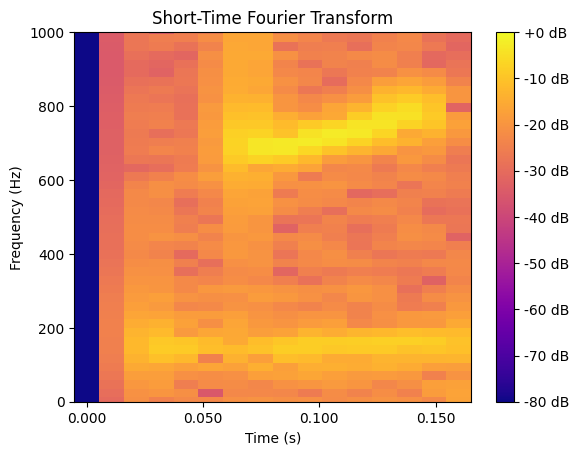 Short-Time Fourier Transform
Frequency (Hz)
1000
800
600
400
200
0
0.000 0.050 0.100 0.150
Time (s)
+0 dB
-10 dB
-20 dB
-30 dB
-40 dB
-50 dB
-60 dB
-70 dB
-80 dB